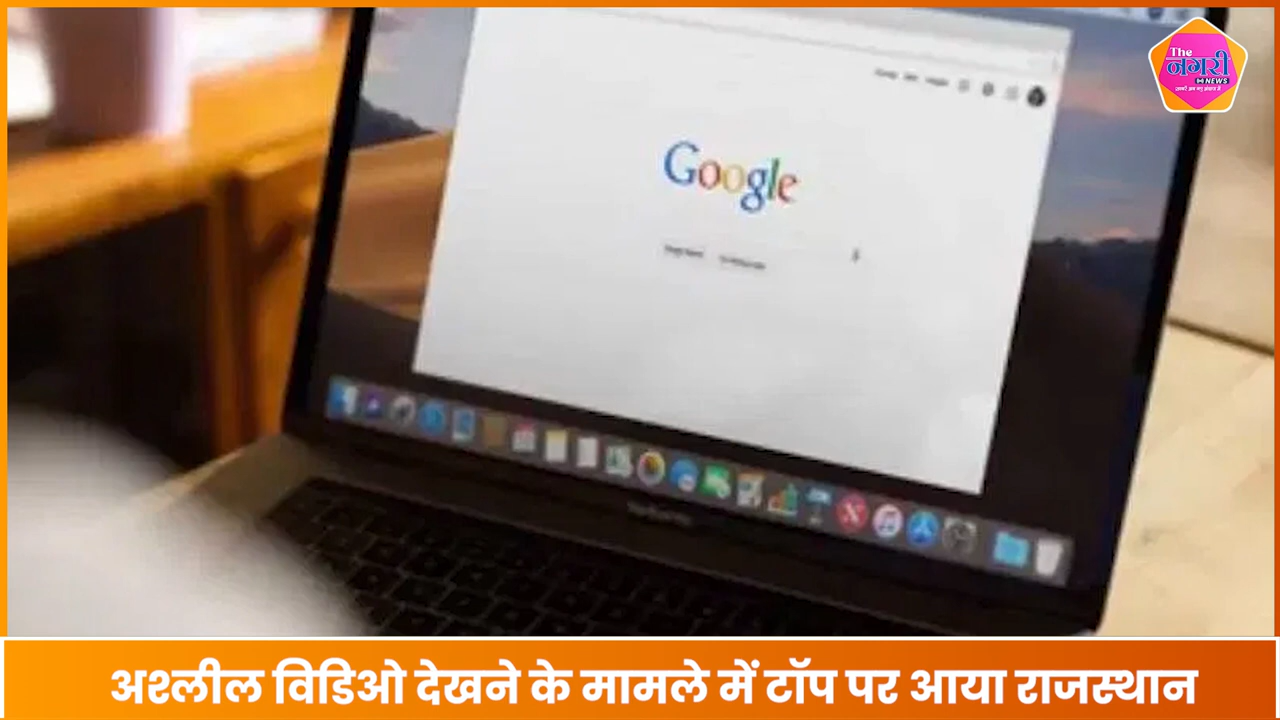 The
नगरी
NEWS
Google
अश्लील विडिओ देखने के मामले में टॉप पर आया राजस्थान